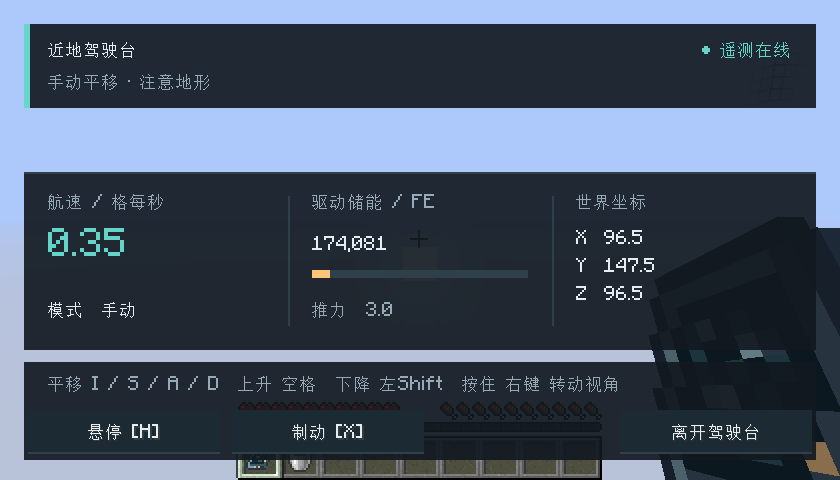 近地驾驶台
遥测在线
手动平移 · 注意地形
航速 / 格每秒
0.35
模式 手动
驱动储能 / FE
174,081
推力 3.0
世界坐标
X 96.5
Y 147.5
Z 96.5
平移 I / S / A / D 上升 空格 下降 左Shift 按住 右键 转动视角
悬停 [H]
制动 [X]
离开驾驶台